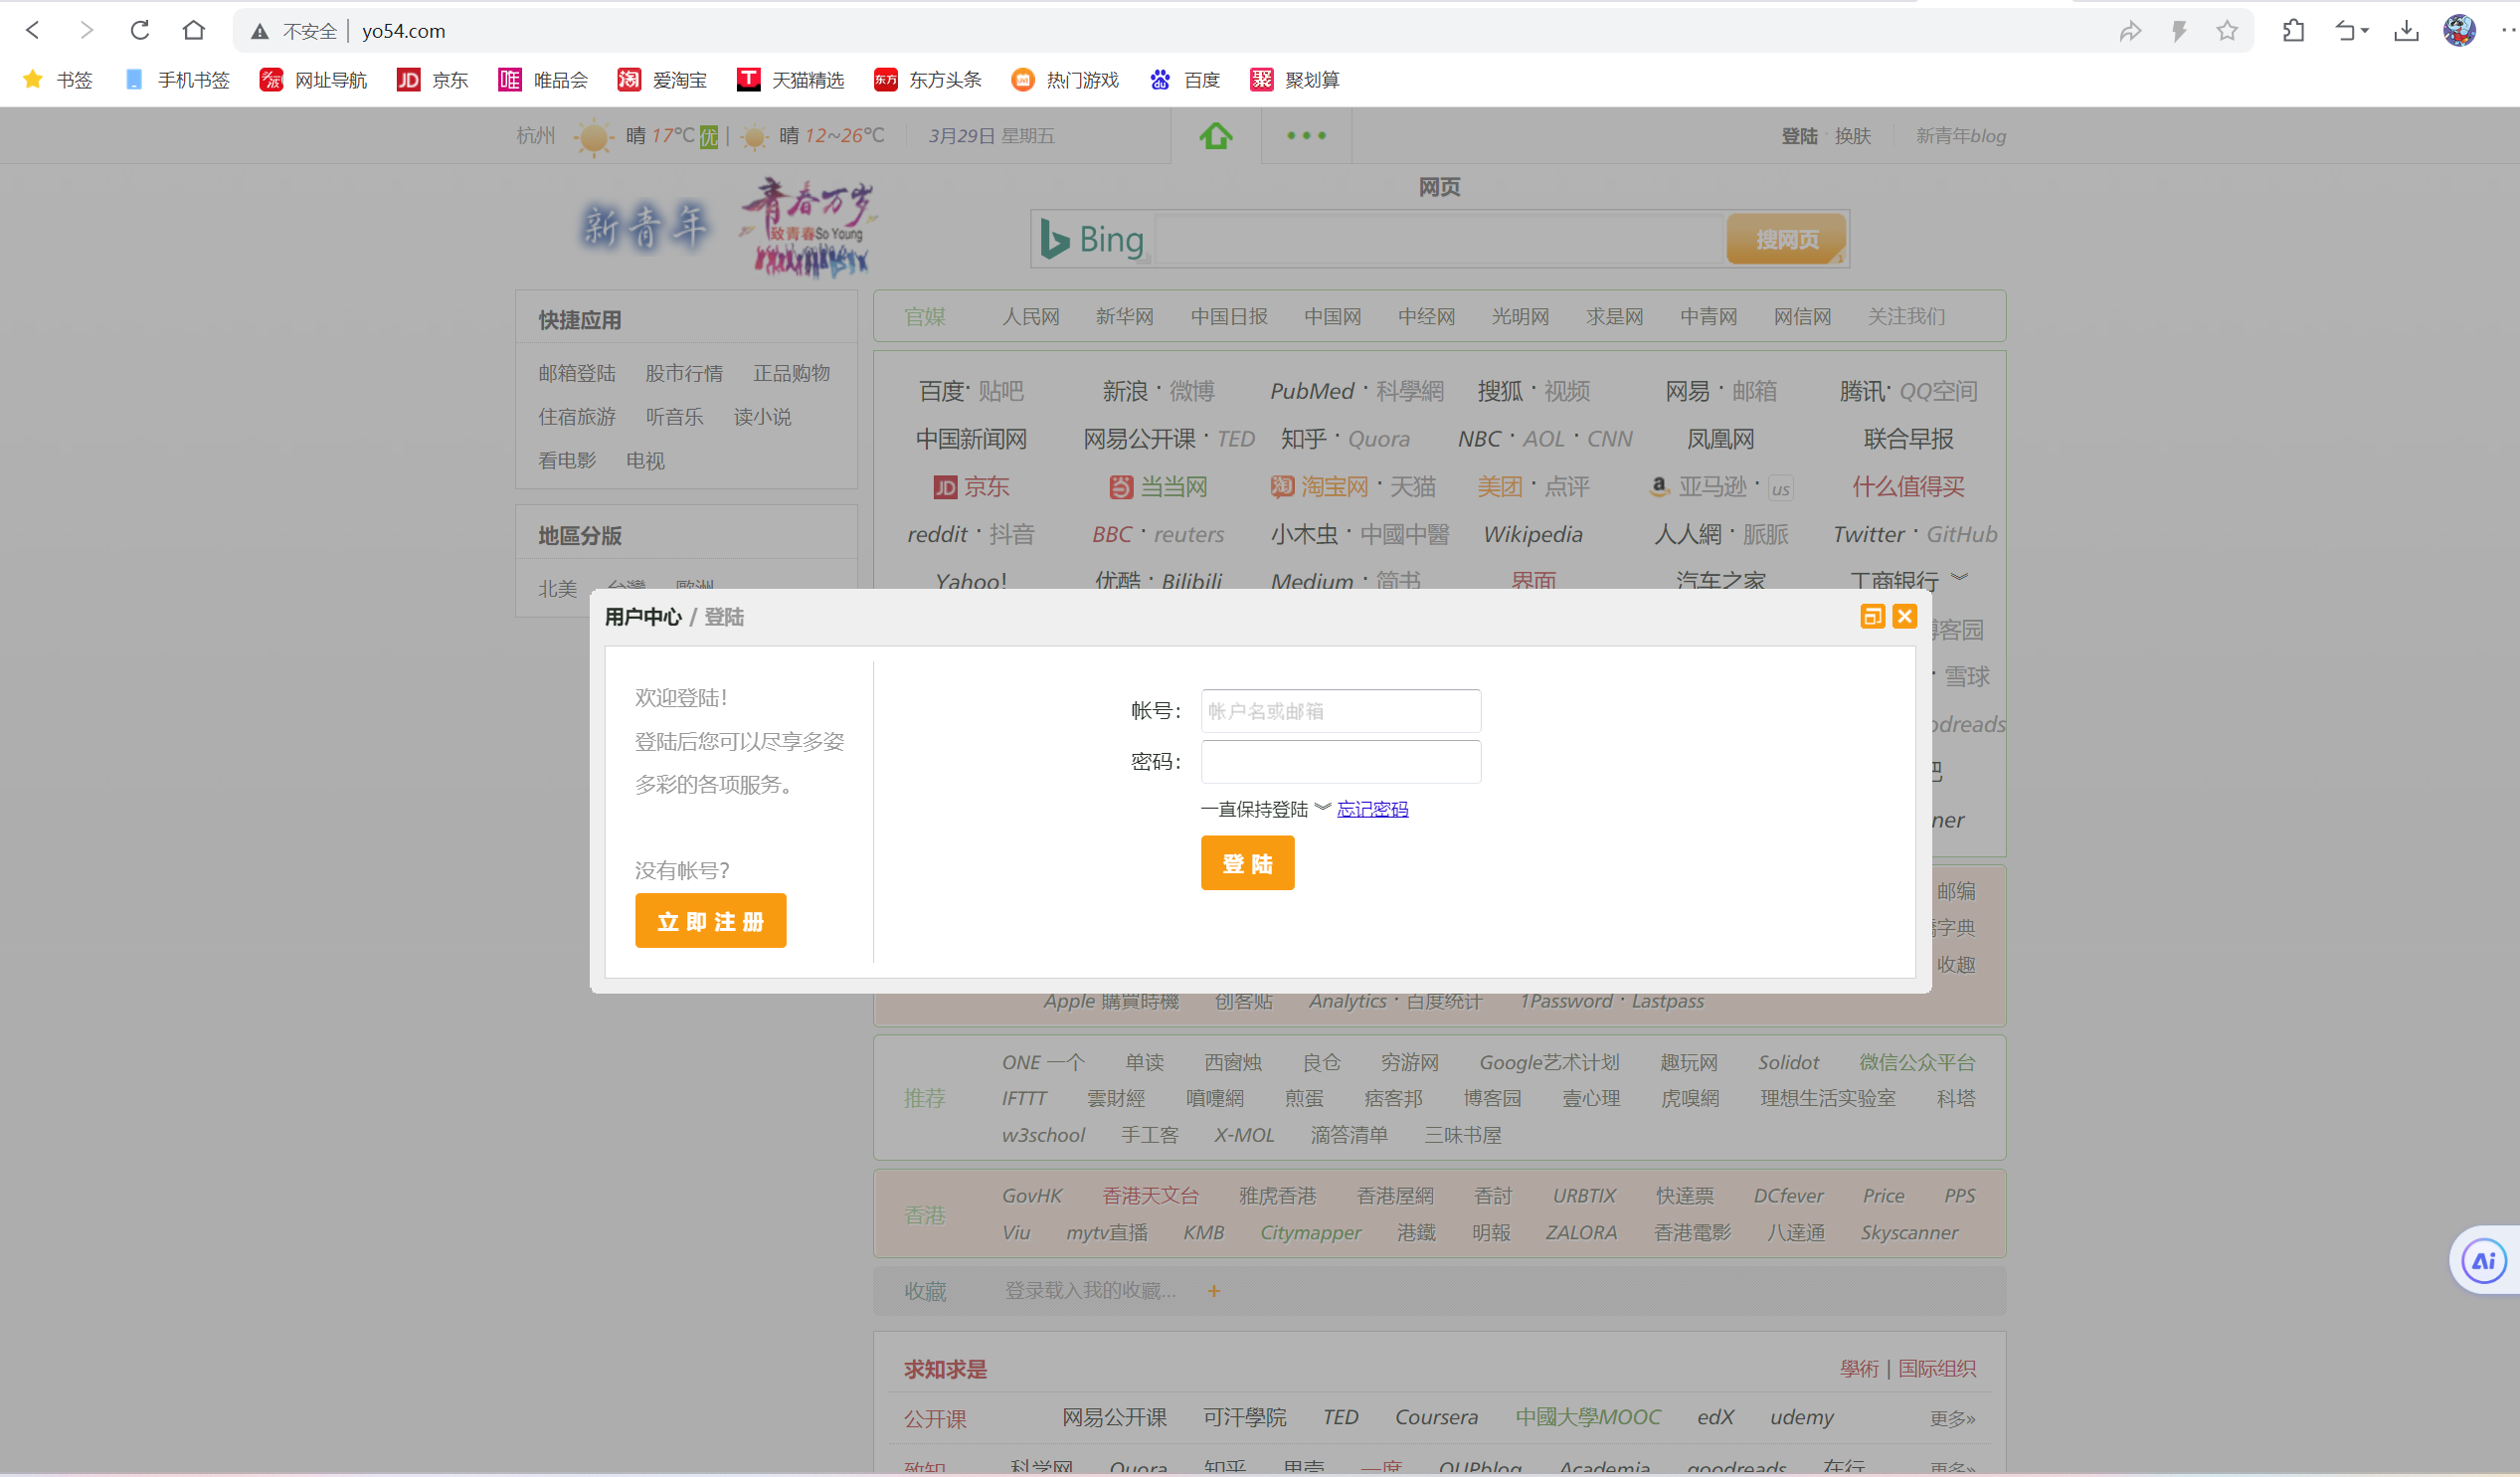 不安全 yo54.com
书签 手机书签 网址导航 京东 唯品会 爱淘宝 天猫精选 东方头条 热门游戏 百度 聚划算
杭州 晴 17℃ 优 | 晴 12~26℃ 3月29日 星期五 登陆 · 换肤 新青年blog
新青年 青春万岁
致青春So Young
网页
Bing 搜网页
快捷应用
邮箱登陆 股市行情 正品购物
住宿旅游 听音乐 读小说
看电影 电视
地區分版
北美 台灣 歐洲
官媒 人民网 新华网 中国日报 中国网 中经网 光明网 求是网 中青网 网信网 关注我们
百度· 贴吧 新浪 · 微博 PubMed · 科學網 搜狐 · 视频 网易 · 邮箱 腾讯· QQ空间
中国新闻网 网易公开课 · TED 知乎 · Quora NBC · AOL · CNN 凤凰网 联合早报
JD 京东 当 当当网 淘 淘宝网 · 天猫 美团 · 点评 a 亚马逊 · us 什么值得买
reddit · 抖音 BBC · reuters 小木虫 · 中國中醫 Wikipedia 人人網 · 脈脈 Twitter · GitHub
Yahoo! 优酷 · Bilibili Medium · 简书 界面 汽车之家 工商银行
客园
· 雪球
odreads
ner
用户中心 / 登陆
欢迎登陆！
登陆后您可以尽享多姿
多彩的各项服务。
没有帐号？
立即注册
帐号： 帐户名或邮箱
密码：
一直保持登陆 忘记密码
登 陆
邮编
字典
收趣
Apple 購買時機 创客贴 Analytics · 百度统计 1Password · Lastpass
推荐
ONE 一个 单读 西窗烛 良仓 穷游网 Google艺术计划 趣玩网 Solidot 微信公众平台
IFTTT 雲財經 噴嚏網 煎蛋 痞客邦 博客园 壹心理 虎嗅網 理想生活实验室 科塔
w3school 手工客 X-MOL 滴答清单 三味书屋
香港
GovHK 香港天文台 雅虎香港 香港屋網 香討 URBTIX 快達票 DCfever Price PPS
Viu mytv直播 KMB Citymapper 港鐵 明報 ZALORA 香港電影 八達通 Skyscanner
收藏 登录载入我的收藏... +
求知求是 學術 | 国际组织
公开课 网易公开课 可汗學院 TED Coursera 中國大學MOOC edX udemy 更多»
致知 科学网 Quora 知乎 果壳 一席 OUPblog Academia goodreads 在行 更多»
Ai